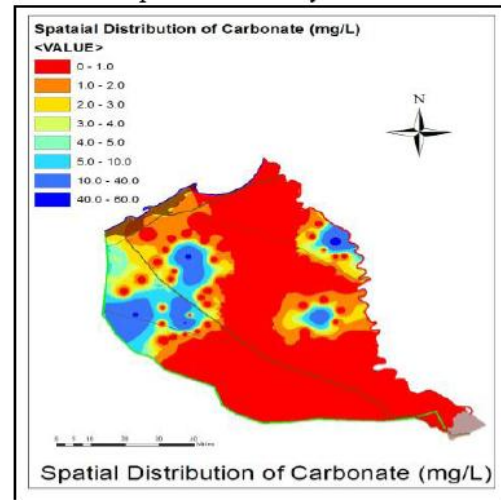 Spataial Distribution of Carbonate (mg/L)
<VALUE>
0 - 1.0
1.0 - 2.0
2.0 - 3.0
3.0 - 4.0
4.0 - 5.0
5.0 - 10.0
10.0 - 40.0
40.0 - 60.0
N
Spatial Distribution of Carbonate (mg/L)